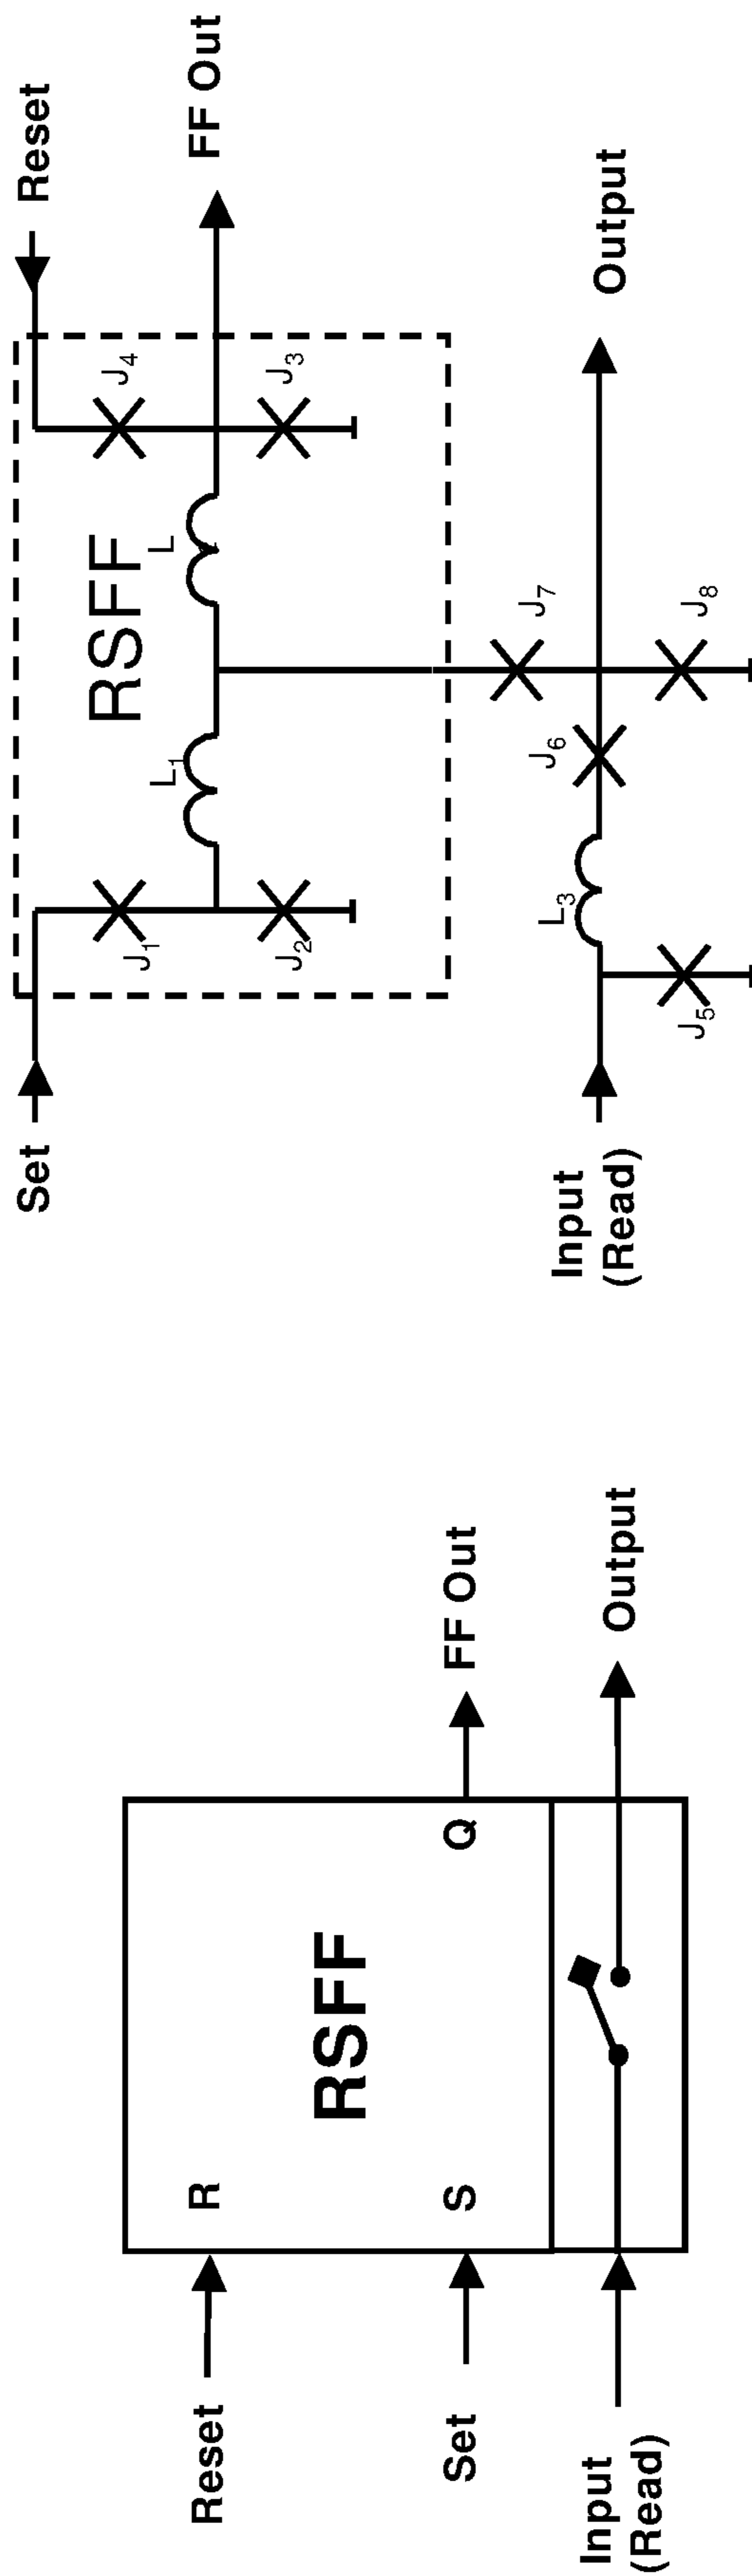 Reset
R
RSFF
Set
S
Q
FF Out
Input
(Read)
Output
Set
Reset
RSFF
J₁
J₄
L₁
L
FF Out
J₂
J₃
Input
(Read)
L₃
J₆
J₇
Output
J₅
J₈